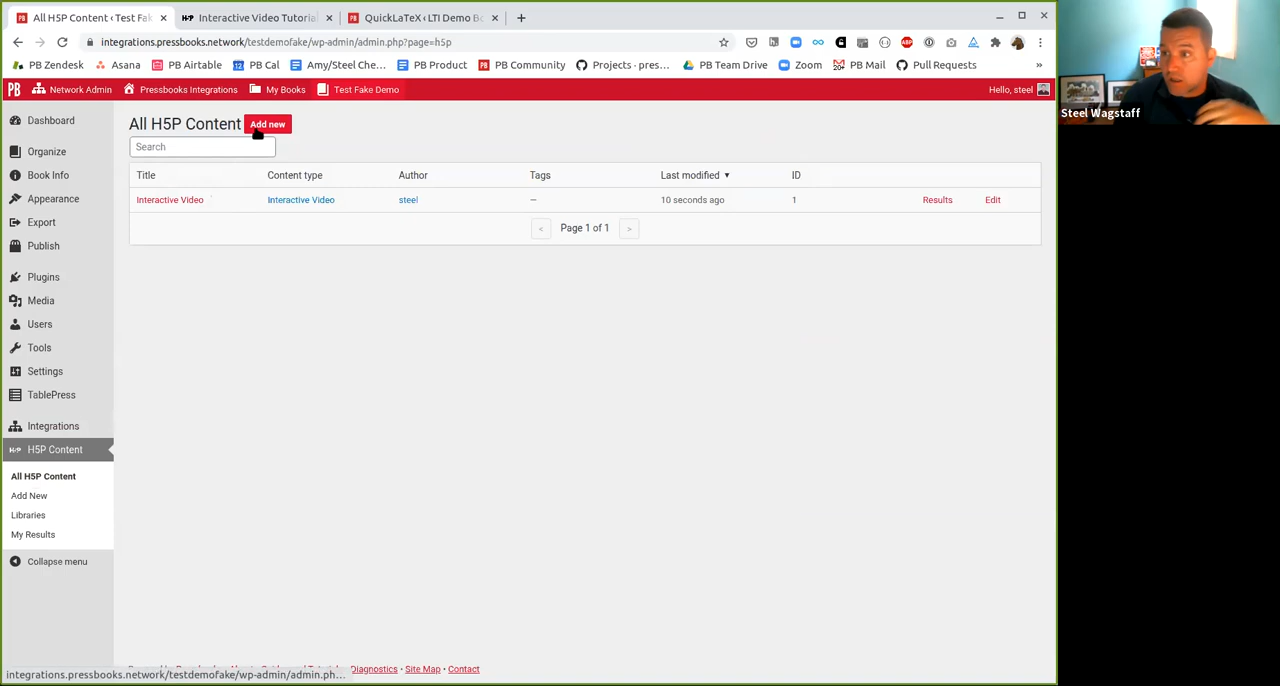 All H5P Content ‹ Test Fak
Interactive Video Tutorial
QuickLaTeX ‹ LTI Demo Bo
integrations.pressbooks.network/testdemofake/wp-admin/admin.php?page=h5p
PB Zendesk
Asana
PB Airtable
PB Cal
Amy/Steel Che...
PB Product
PB Community
Projects · pres...
PB Team Drive
Zoom
PB Mail
Pull Requests
»
Network Admin
Pressbooks Integrations
My Books
Test Fake Demo
Hello, steel
Steel Wagstaff
Dashboard
Organize
Book Info
Appearance
Export
Publish
Plugins
Media
Users
Tools
Settings
TablePress
Integrations
H5P Content
All H5P Content
Add New
Libraries
My Results
Collapse menu
All H5P Content
Add new
Search
Title Content type Author Tags Last modified ▼ ID
Interactive Video Interactive Video steel — 10 seconds ago 1 Results Edit
< Page 1 of 1 >
Diagnostics · Site Map · Contact
integrations.pressbooks.network/testdemofake/wp-admin/admin.ph...